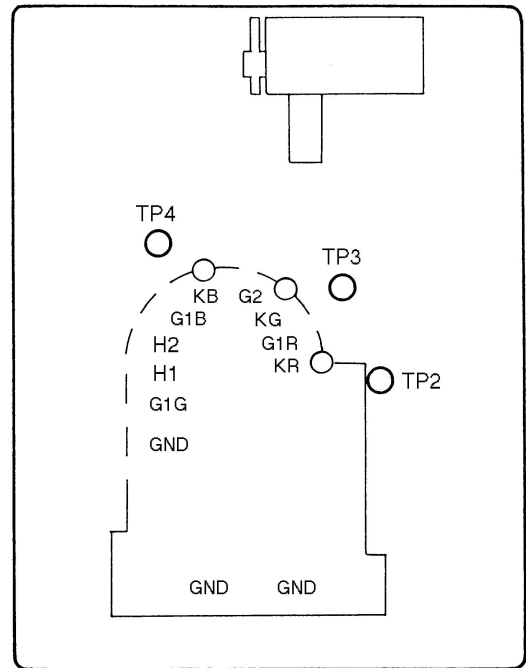 TP4
TP3
KB G2
G1B KG
H2 G1R
H1 KR
TP2
G1G
GND
GND GND